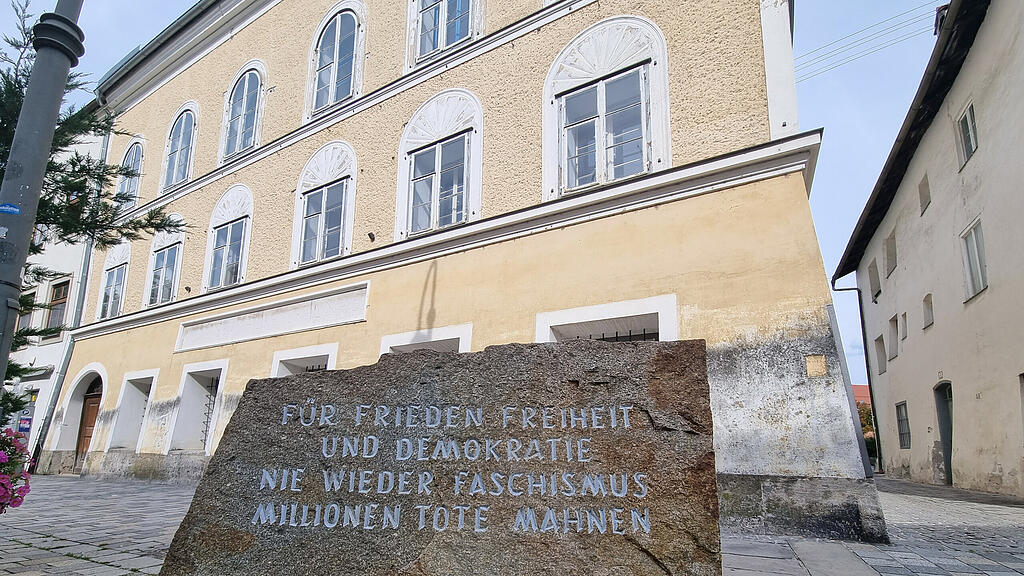 FÜR FRIEDEN FREIHEIT
UND DEMOKRATIE
NIE WIEDER FASCHISMUS
MILLIONEN TOTE MAHNEN